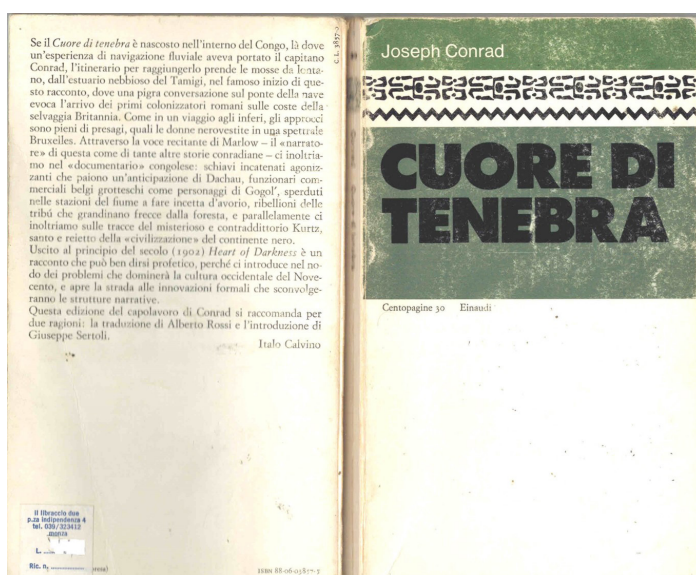 Se il Cuore di tenebra è nascosto nell'interno del Congo, là dove
un'esperienza di navigazione fluviale aveva portato il capitano
Conrad, l'itinerario per raggiungerlo prende le mosse da lonta-
no, dall'estuario nebbioso del Tamigi, nel famoso inizio di que-
sto racconto, dove una pigra conversazione sul ponte della nave
evoca l'arrivo dei primi colonizzatori romani sulle coste della
selvaggia Britannia. Come in un viaggio agli inferi, gli approcci
sono pieni di presagi, quali le donne nerovestite in una spettrale
Bruxelles. Attraverso la voce recitante di Marlow – il «narrato-
re» di questa come di tante altre storie conradiane – ci inoltria-
mo nel «documentario» congolese: schiavi incatenati agoniz-
zanti che paiono un'anticipazione di Dachau, funzionari com-
merciali belgi grotteschi come personaggi di Gogol', sperduti
nelle stazioni del fiume a fare incetta d'avorio, ribellioni delle
tribú che grandinano frecce dalla foresta, e parallelamente ci
inoltriamo sulle tracce del misterioso e contraddittorio Kurtz,
santo e reietto della «civilizzazione» del continente nero.
Uscito al principio del secolo (1902) Heart of Darkness è un
racconto che può ben dirsi profetico, perché ci introduce nel no-
do dei problemi che dominerà la cultura occidentale del Nove-
cento, e apre la strada alle innovazioni formali che sconvolge-
ranno le strutture narrative.
Questa edizione del capolavoro di Conrad si raccomanda per
due ragioni: la traduzione di Alberto Rossi e l'introduzione di
Giuseppe Sertoli.
Italo Calvino
Il libraccio due
p.za indipendenza 4
tel. 039/323412
monza
L.
Ric. n.
ISBN 88-06-05857-5
C. L. 5857-5
Joseph Conrad
CUORE DI
TENEBRA
Centopagine 30 Einaudi